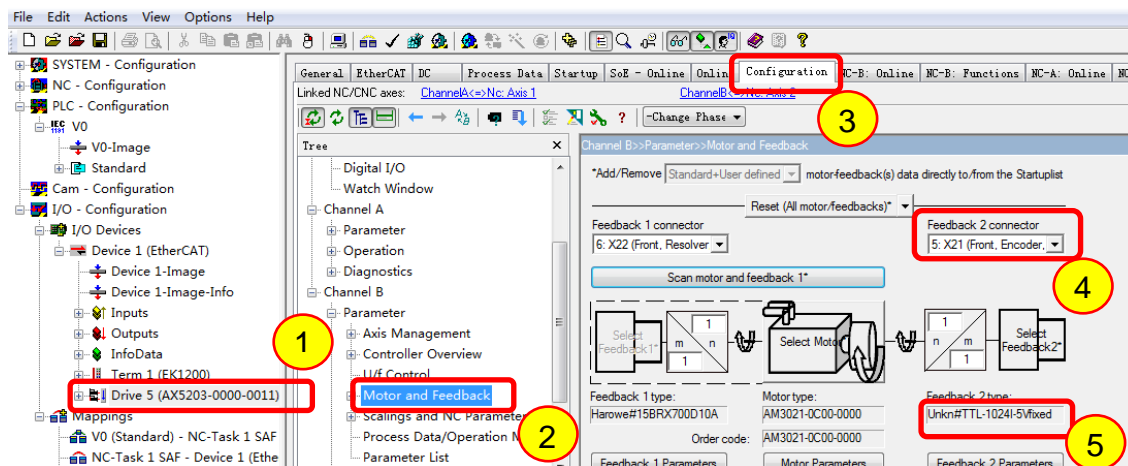 File Edit Actions View Options Help
SYSTEM - Configuration
NC - Configuration
PLC - Configuration
V0
V0-Image
Standard
Cam - Configuration
I/O - Configuration
I/O Devices
Device 1 (EtherCAT)
Device 1-Image
Device 1-Image-Info
Inputs
Outputs
InfoData
Term 1 (EK1200)
Drive 5 (AX5203-0000-0011)
Mappings
V0 (Standard) - NC-Task 1 SAF
NC-Task 1 SAF - Device 1 (Ethe
1
General EtherCAT DC Process Data Startup SoE - Online Onlin Configuration NC-B: Online NC-B: Functions NC-A: Online
Linked NC/CNC axes: ChannelA<=>Nc: Axis 1 ChannelB<=>Nc: Axis 2
3
-Change Phase
Tree X
Digital I/O
Watch Window
Channel A
Parameter
Operation
Diagnostics
Channel B
Parameter
Axis Management
Controller Overview
U/f Control
Motor and Feedback
Scalings and NC Parameter
Process Data/Operation M
Parameter List
2
Channel B>>Parameter>>Motor and Feedback
*Add/Remove Standard+User defined motor-feedback(s) data directly to/from the Startuplist
Reset (All motor/feedbacks)*
Feedback 1 connector Feedback 2 connector
6: X22 (Front, Resolver 5: X21 (Front, Encoder,
4
Scan motor and feedback 1*
Select Feedback1* 1 m n 1 Select Moto 1 n m 1 Select Feedback2*
Feedback 1 type: Motor type: Feedback 2 type:
Harowe#15BRX700D10A AM3021-0C00-0000 Unkn#TTL-1024I-5Vfixed
5
Order code: AM3021-0C00-0000
Feedback 1 Parameters Motor Parameters Feedback 2 Parameters